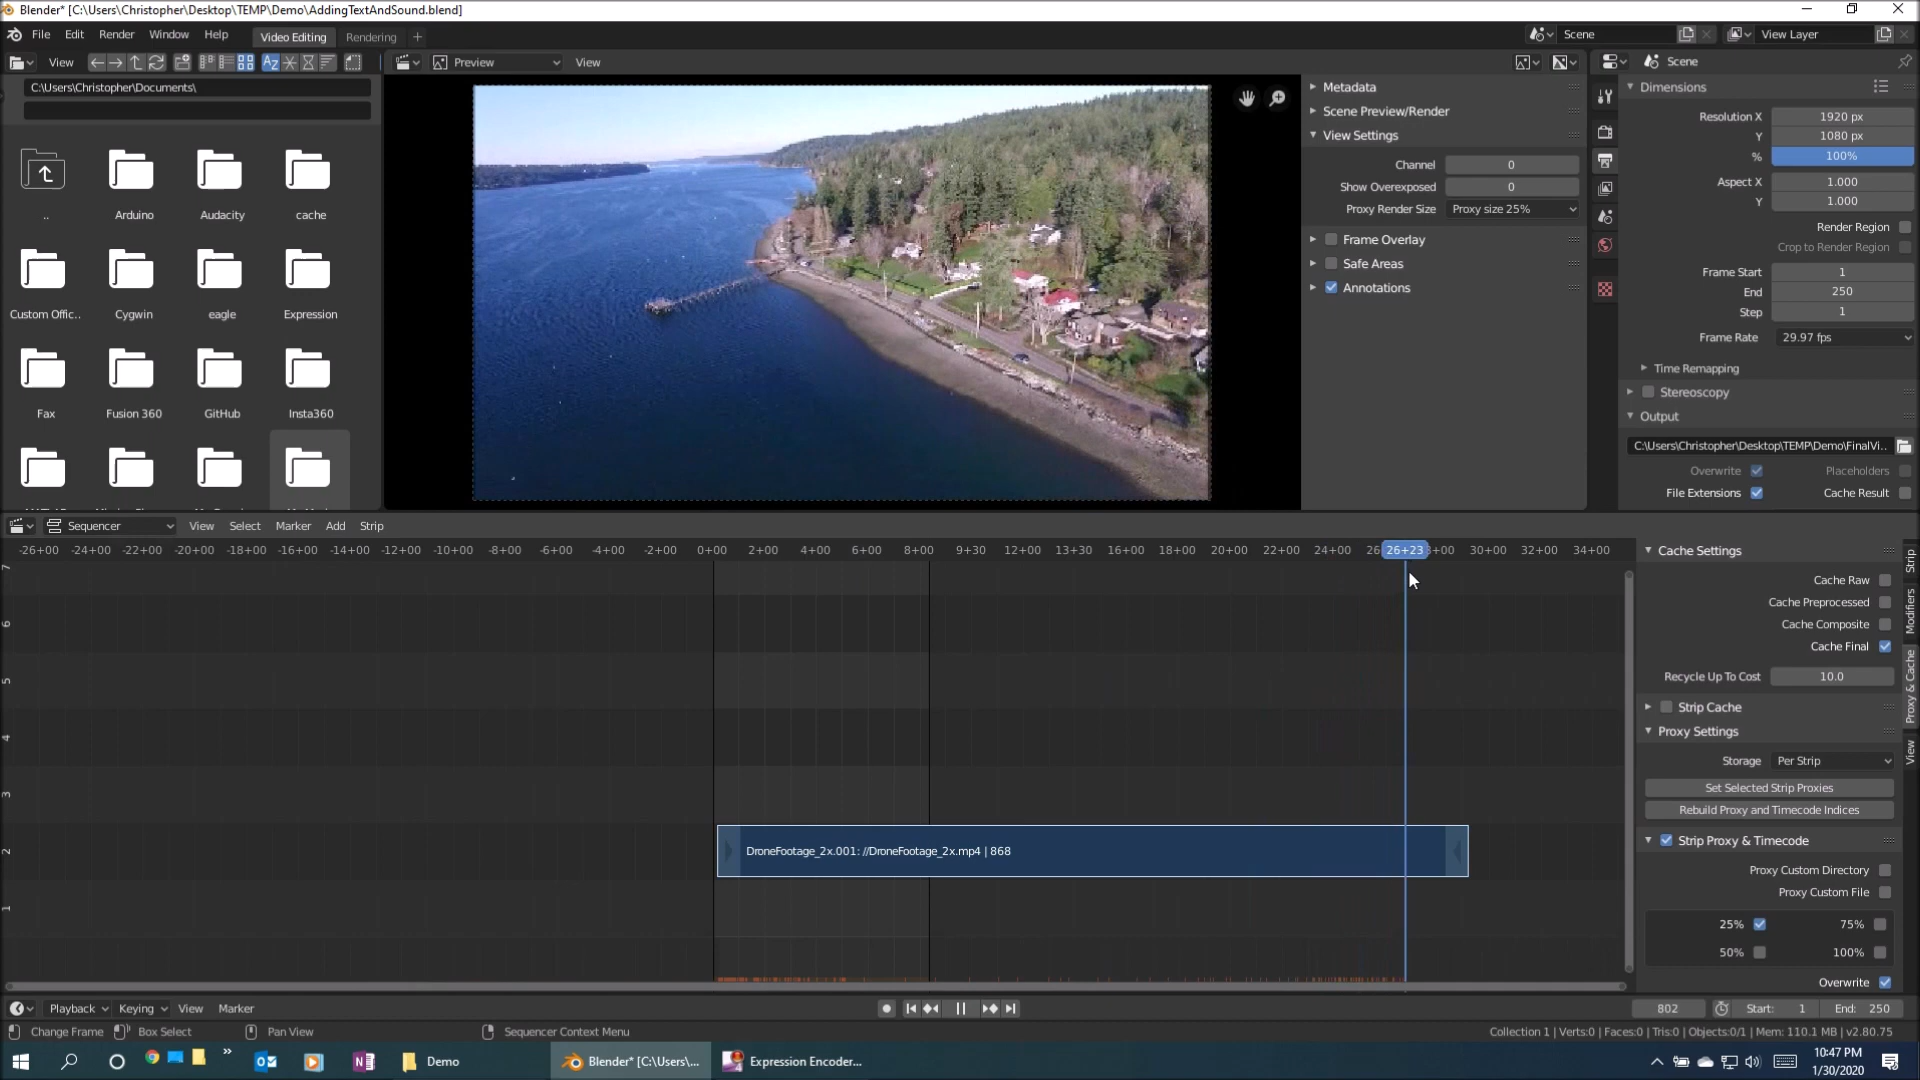 Blender* [C:\Users\Christopher\Desktop\TEMP\Demo\AddingTextAndSound.blend]
File Edit Render Window Help Video Editing Rendering + Scene View Layer
View Preview View Scene
C:\Users\Christopher\Documents\
.. Arduino Audacity cache
Custom Offic.. Cygwin eagle Expression
Fax Fusion 360 GitHub Insta360
Metadata
Scene Preview/Render
View Settings
Channel 0
Show Overexposed 0
Proxy Render Size Proxy size 25%
Frame Overlay
Safe Areas
Annotations
Dimensions
Resolution X 1920 px
Y 1080 px
% 100%
Aspect X 1.000
Y 1.000
Render Region
Crop to Render Region
Frame Start 1
End 250
Step 1
Frame Rate 29.97 fps
Time Remapping
Stereoscopy
Output
C:\Users\Christopher\Desktop\TEMP\Demo\FinalVi..
Overwrite Placeholders
File Extensions Cache Result
Sequencer View Select Marker Add Strip
-26+00 -24+00 -22+00 -20+00 -18+00 -16+00 -14+00 -12+00 -10+00 -8+00 -6+00 -4+00 -2+00 0+00 2+00 4+00 6+00 8+00 9+30 12+00 13+30 16+00 18+00 20+00 22+00 24+00 26+23 30+00 32+00 34+00
7
6
5
4
3
2
1
DroneFootage_2x.001: //DroneFootage_2x.mp4 | 868
Cache Settings
Cache Raw
Cache Preprocessed
Cache Composite
Cache Final
Recycle Up To Cost 10.0
Strip Cache
Proxy Settings
Storage Per Strip
Set Selected Strip Proxies
Rebuild Proxy and Timecode Indices
Strip Proxy & Timecode
Proxy Custom Directory
Proxy Custom File
25% 75%
50% 100%
Overwrite
Strip
Modifiers
Proxy & Cache
View
Playback Keying View Marker 802 Start: 1 End: 250
Change Frame Box Select Pan View Sequencer Context Menu Collection 1 | Verts:0 | Faces:0 | Tris:0 | Objects:0/1 | Mem: 110.1 MB | v2.80.75
Demo Blender* [C:\Users\... Expression Encoder...
10:47 PM
1/30/2020